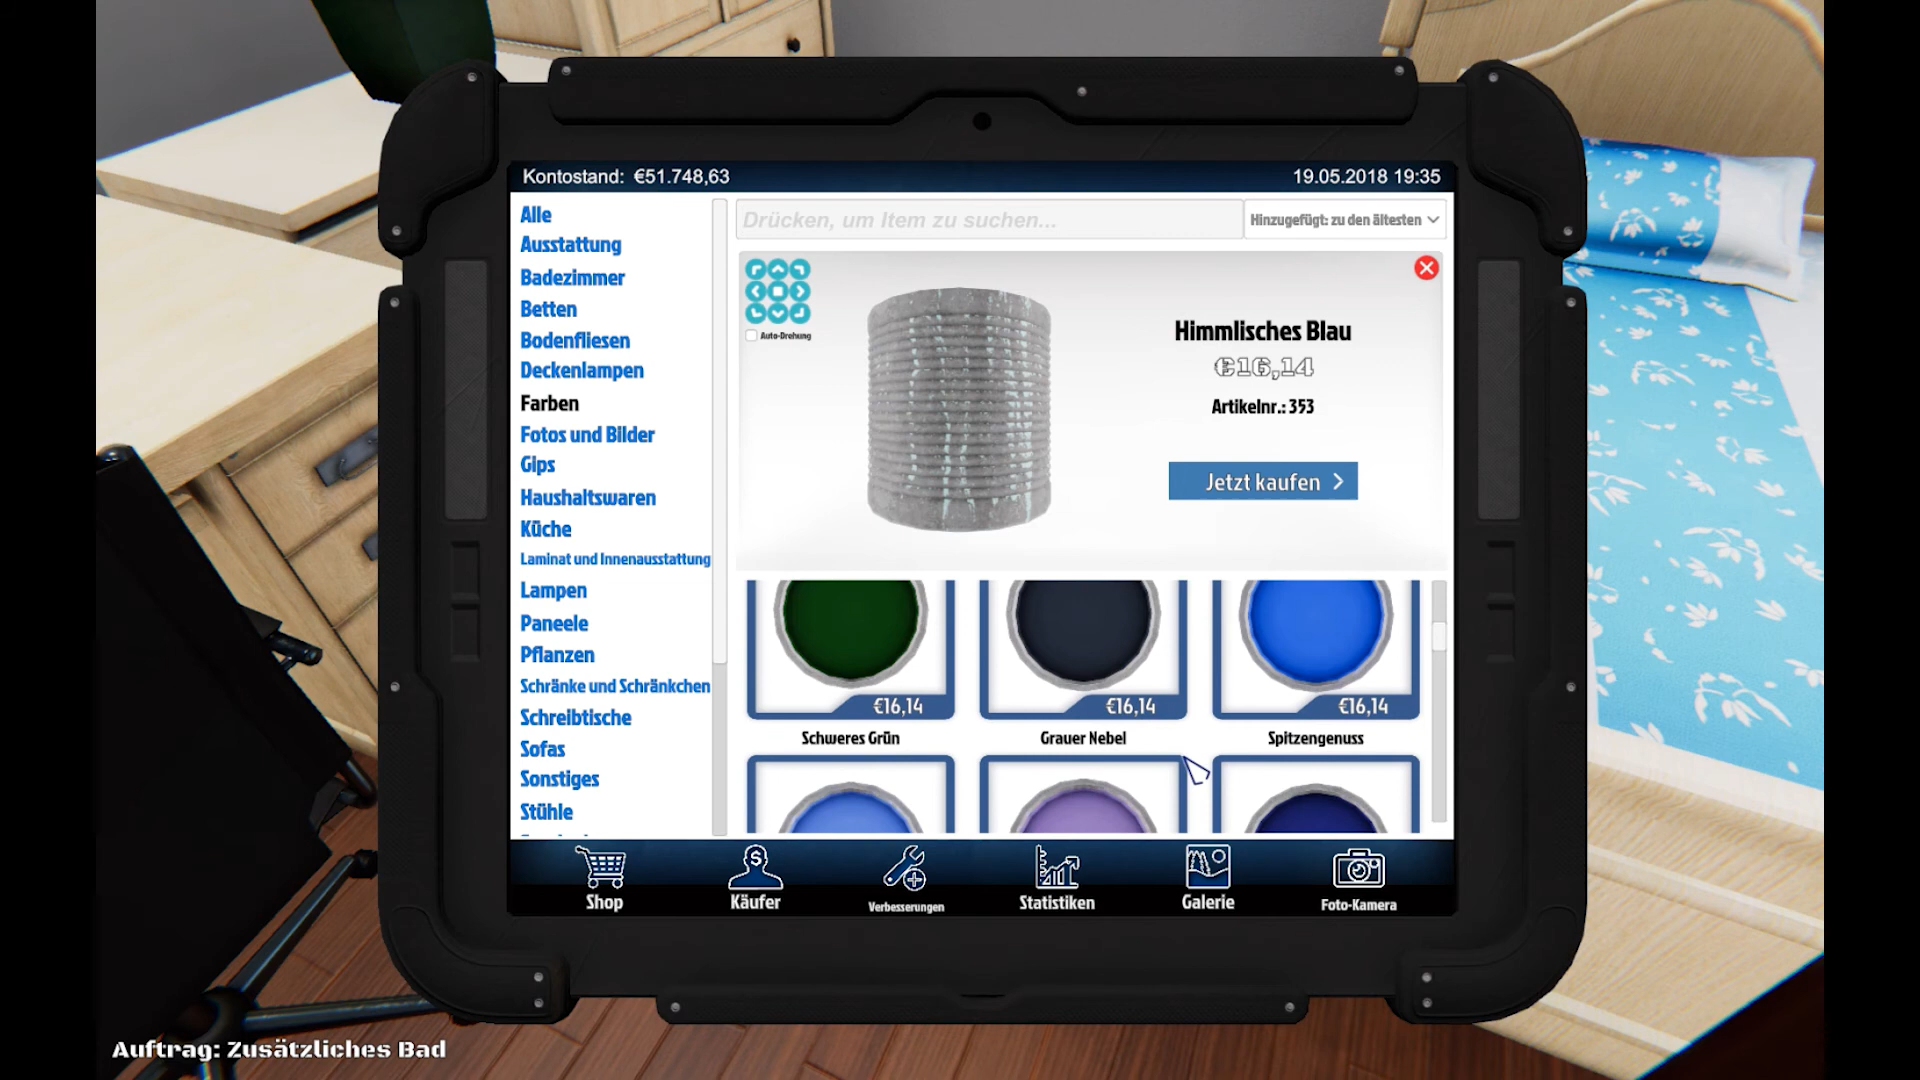 Kontostand: €51.748,63
19.05.2018 19:35
Alle
Ausstattung
Badezimmer
Betten
Bodenfliesen
Deckenlampen
Farben
Fotos und Bilder
Gips
Haushaltswaren
Küche
Laminat und Innenausstattung
Lampen
Paneele
Pflanzen
Schränke und Schränkchen
Schreibtische
Sofas
Sonstiges
Stühle
Drücken, um Item zu suchen...
Hinzugefügt: zu den ältesten
Auto-Drehung
Himmlisches Blau
€16,14
Artikelnr.: 353
Jetzt kaufen
€16,14
€16,14
€16,14
Schweres Grün
Grauer Nebel
Spitzengenuss
Shop
Käufer
Verbesserungen
Statistiken
Galerie
Foto-Kamera
Auftrag: Zusätzliches Bad